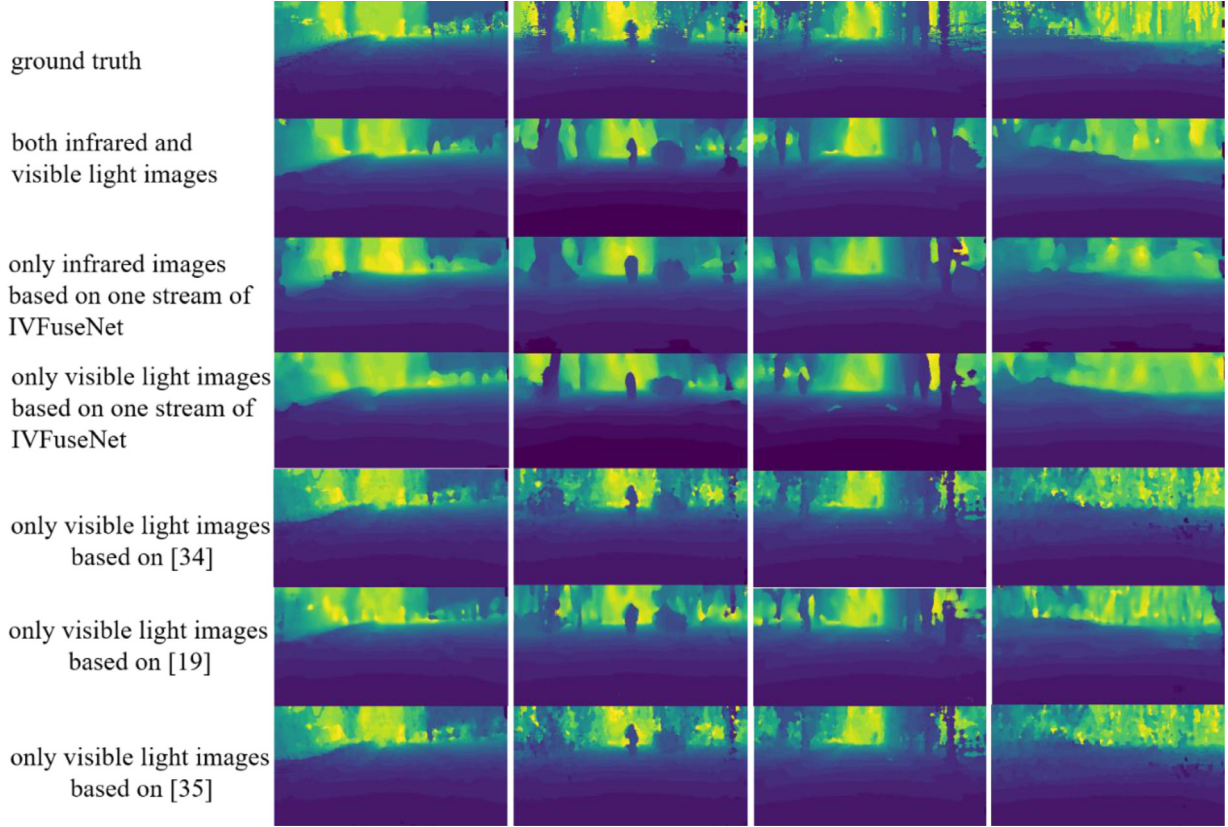 ground truth
both infrared and
visible light images
only infrared images
based on one stream of
IVFuseNet
only visible light images
based on one stream of
IVFuseNet
only visible light images
based on [34]
only visible light images
based on [19]
only visible light images
based on [35]